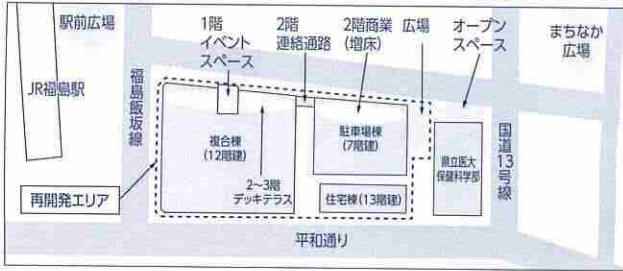 駅前広場
1階
イベント
スペース
2階
連絡通路
2階商業
(増床)
広場
オープン
スペース
まちなか
広場
JR福島駅
福島飯坂線
複合棟
(12階建)
駐車場棟
(7階建)
県立医大
保健科学部
国道13号線
2〜3階
デッキテラス
住宅棟(13階建)
再開発エリア
平和通り